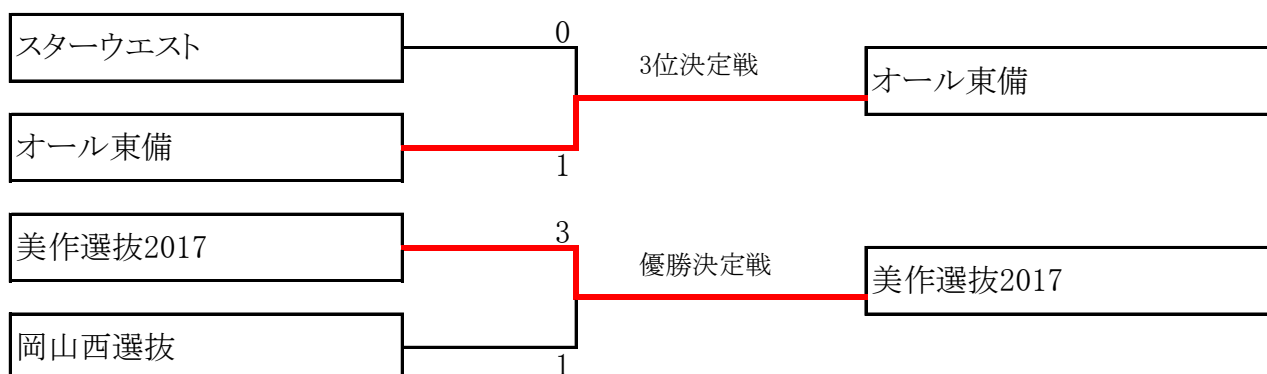 スターウエスト
0
3位決定戦
オール東備
オール東備
1
美作選抜2017
3
優勝決定戦
美作選抜2017
岡山西選抜
1